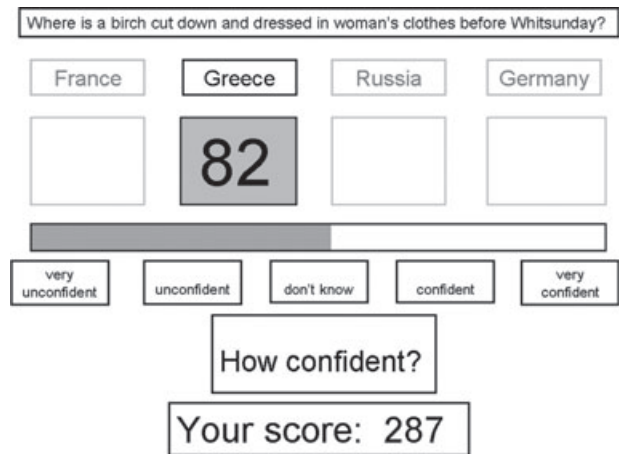 Where is a birch cut down and dressed in woman's clothes before Whitsunday?
France Greece Russia Germany
82
very unconfident unconfident don't know confident very confident
How confident?
Your score: 287